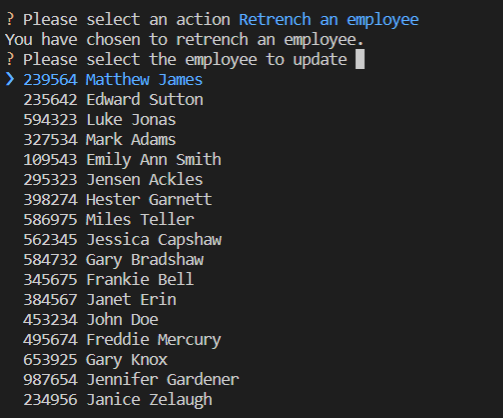 ? Please select an action Retrench an employee
You have chosen to retrench an employee.
? Please select the employee to update
❯ 239564 Matthew James
235642 Edward Sutton
594323 Luke Jonas
327534 Mark Adams
109543 Emily Ann Smith
295323 Jensen Ackles
398274 Hester Garnett
586975 Miles Teller
562345 Jessica Capshaw
584732 Gary Bradshaw
345675 Frankie Bell
384567 Janet Erin
453234 John Doe
495674 Freddie Mercury
653925 Gary Knox
987654 Jennifer Gardener
234956 Janice Zelaugh